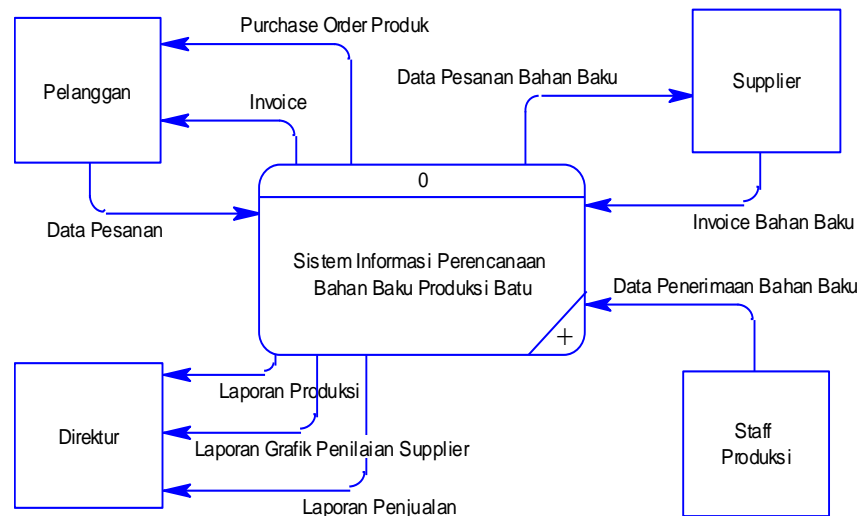 Purchase Order Produk
Pelanggan
Invoice
Data Pesanan
Data Pesanan Bahan Baku
Supplier
Invoice Bahan Baku
0
Sistem Informasi Perencanaan
Bahan Baku Produksi Batu
+
Data Penerimaan Bahan Baku
Staff
Produksi
Direktur
Laporan Produksi
Laporan Grafik Penilaian Supplier
Laporan Penjualan